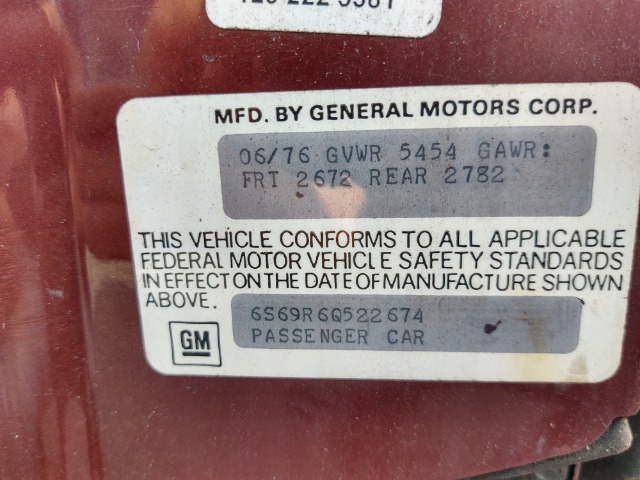 MFD. BY GENERAL MOTORS CORP.
06/76 GVWR 5454 GAWR:
FRT 2672 REAR 2782
THIS VEHICLE CONFORMS TO ALL APPLICABLE
FEDERAL MOTOR VEHICLE SAFETY STANDARDS
IN EFFECT ON THE DATE OF MANUFACTURE SHOWN
ABOVE.
6S69R6Q522674
PASSENGER CAR
GM